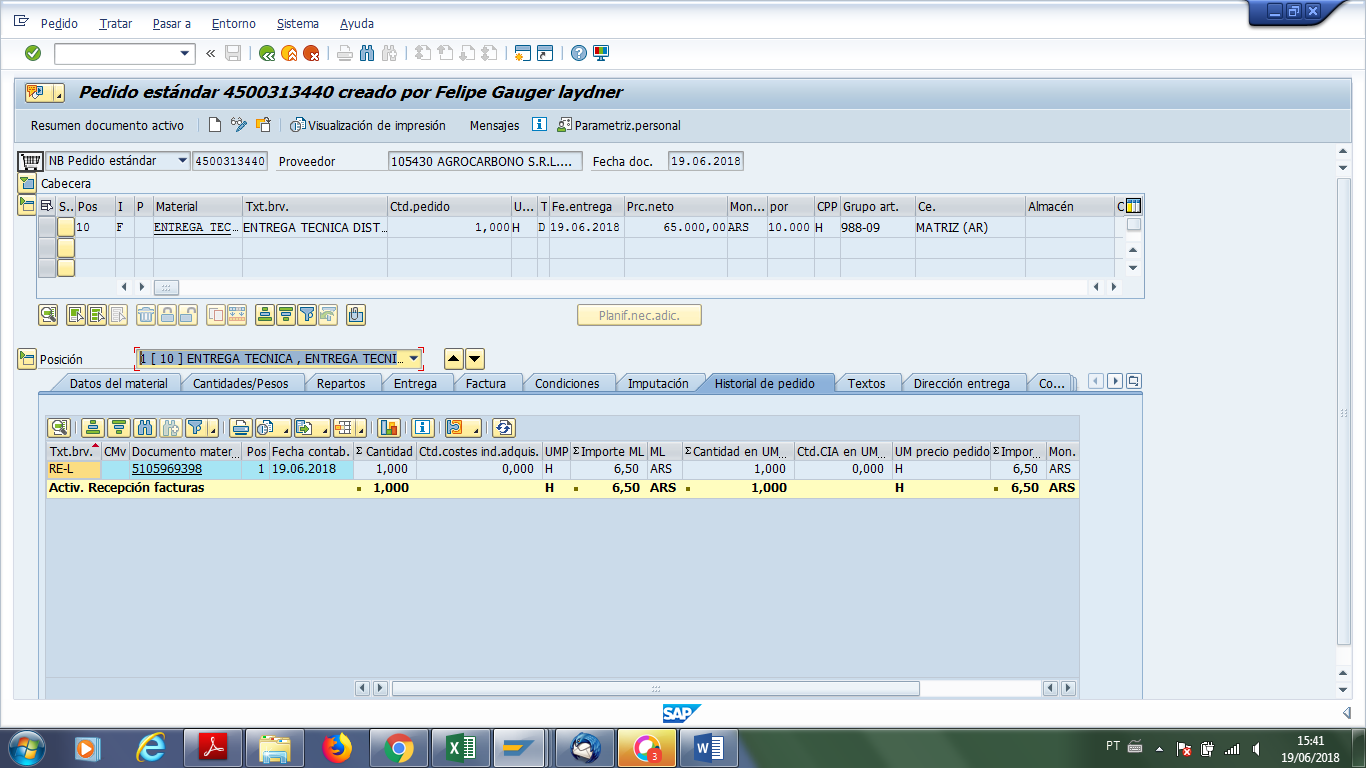 Pedido Tratar Pasar a Entorno Sistema Ayuda
Pedido estándar 4500313440 creado por Felipe Gauger laydner
Resumen documento activo Visualización de impresión Mensajes Parametriz.personal
NB Pedido estándar 4500313440 Proveedor 105430 AGROCARBONO S.R.L.... Fecha doc. 19.06.2018
Cabecera
S.. Pos I P Material Txt.brv. Ctd.pedido U... T Fe.entrega Prc.neto Mon... por CPP Grupo art. Ce. Almacén C
10 F ENTREGA TEC... ENTREGA TECNICA DIST... 1,000 H D 19.06.2018 65.000,00 ARS 10.000 H 988-09 MATRIZ (AR)
Planif.nec.adic.
Posición 1 [ 10 ] ENTREGA TECNICA , ENTREGA TECNI...
Datos del material Cantidades/Pesos Repartos Entrega Factura Condiciones Imputación Historial de pedido Textos Dirección entrega Co...
Txt.brv. CMv Documento mater... Pos Fecha contab. Σ Cantidad Ctd.costes ind.adquis. UMP Σ Importe ML ML Σ Cantidad en UM... Ctd.CIA en UM... UM precio pedido Σ Impor... Mon.
RE-L 5105969398 1 19.06.2018 1,000 0,000 H 6,50 ARS 1,000 0,000 H 6,50 ARS
Activ. Recepción facturas 1,000 H 6,50 ARS 1,000 H 6,50 ARS
SAP
PT 15:41
3 19/06/2018